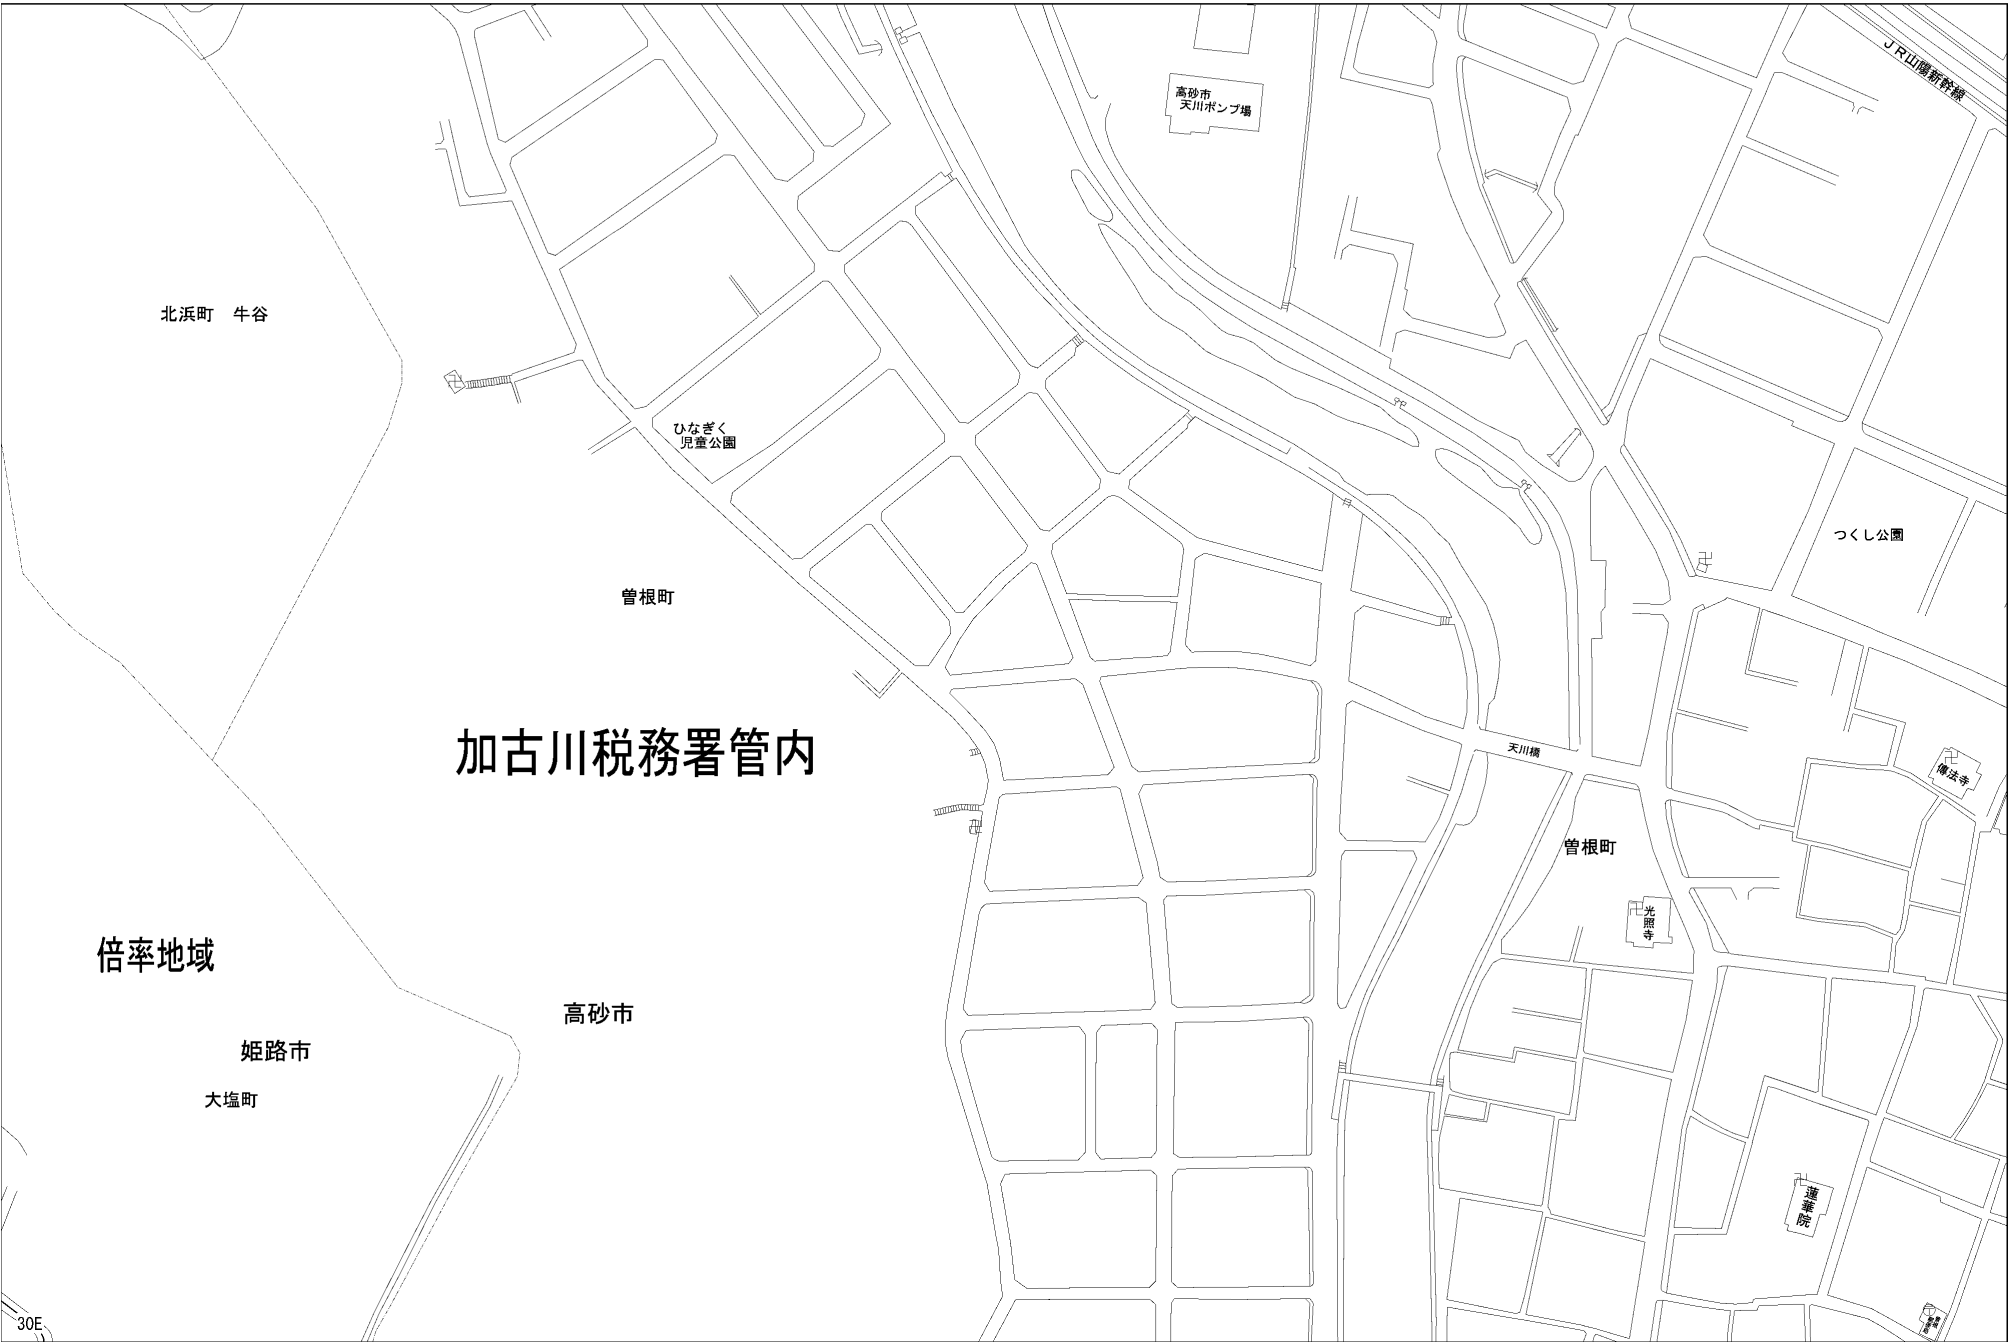 JR山陽新幹線
高砂市
天川ポンプ場
北浜町　牛谷
ひなぎく
児童公園
つくし公園
曽根町
加古川税務署管内
天川橋
傳法寺
曽根町
光照寺
倍率地域
高砂市
姫路市
大塩町
蓮華院
30E